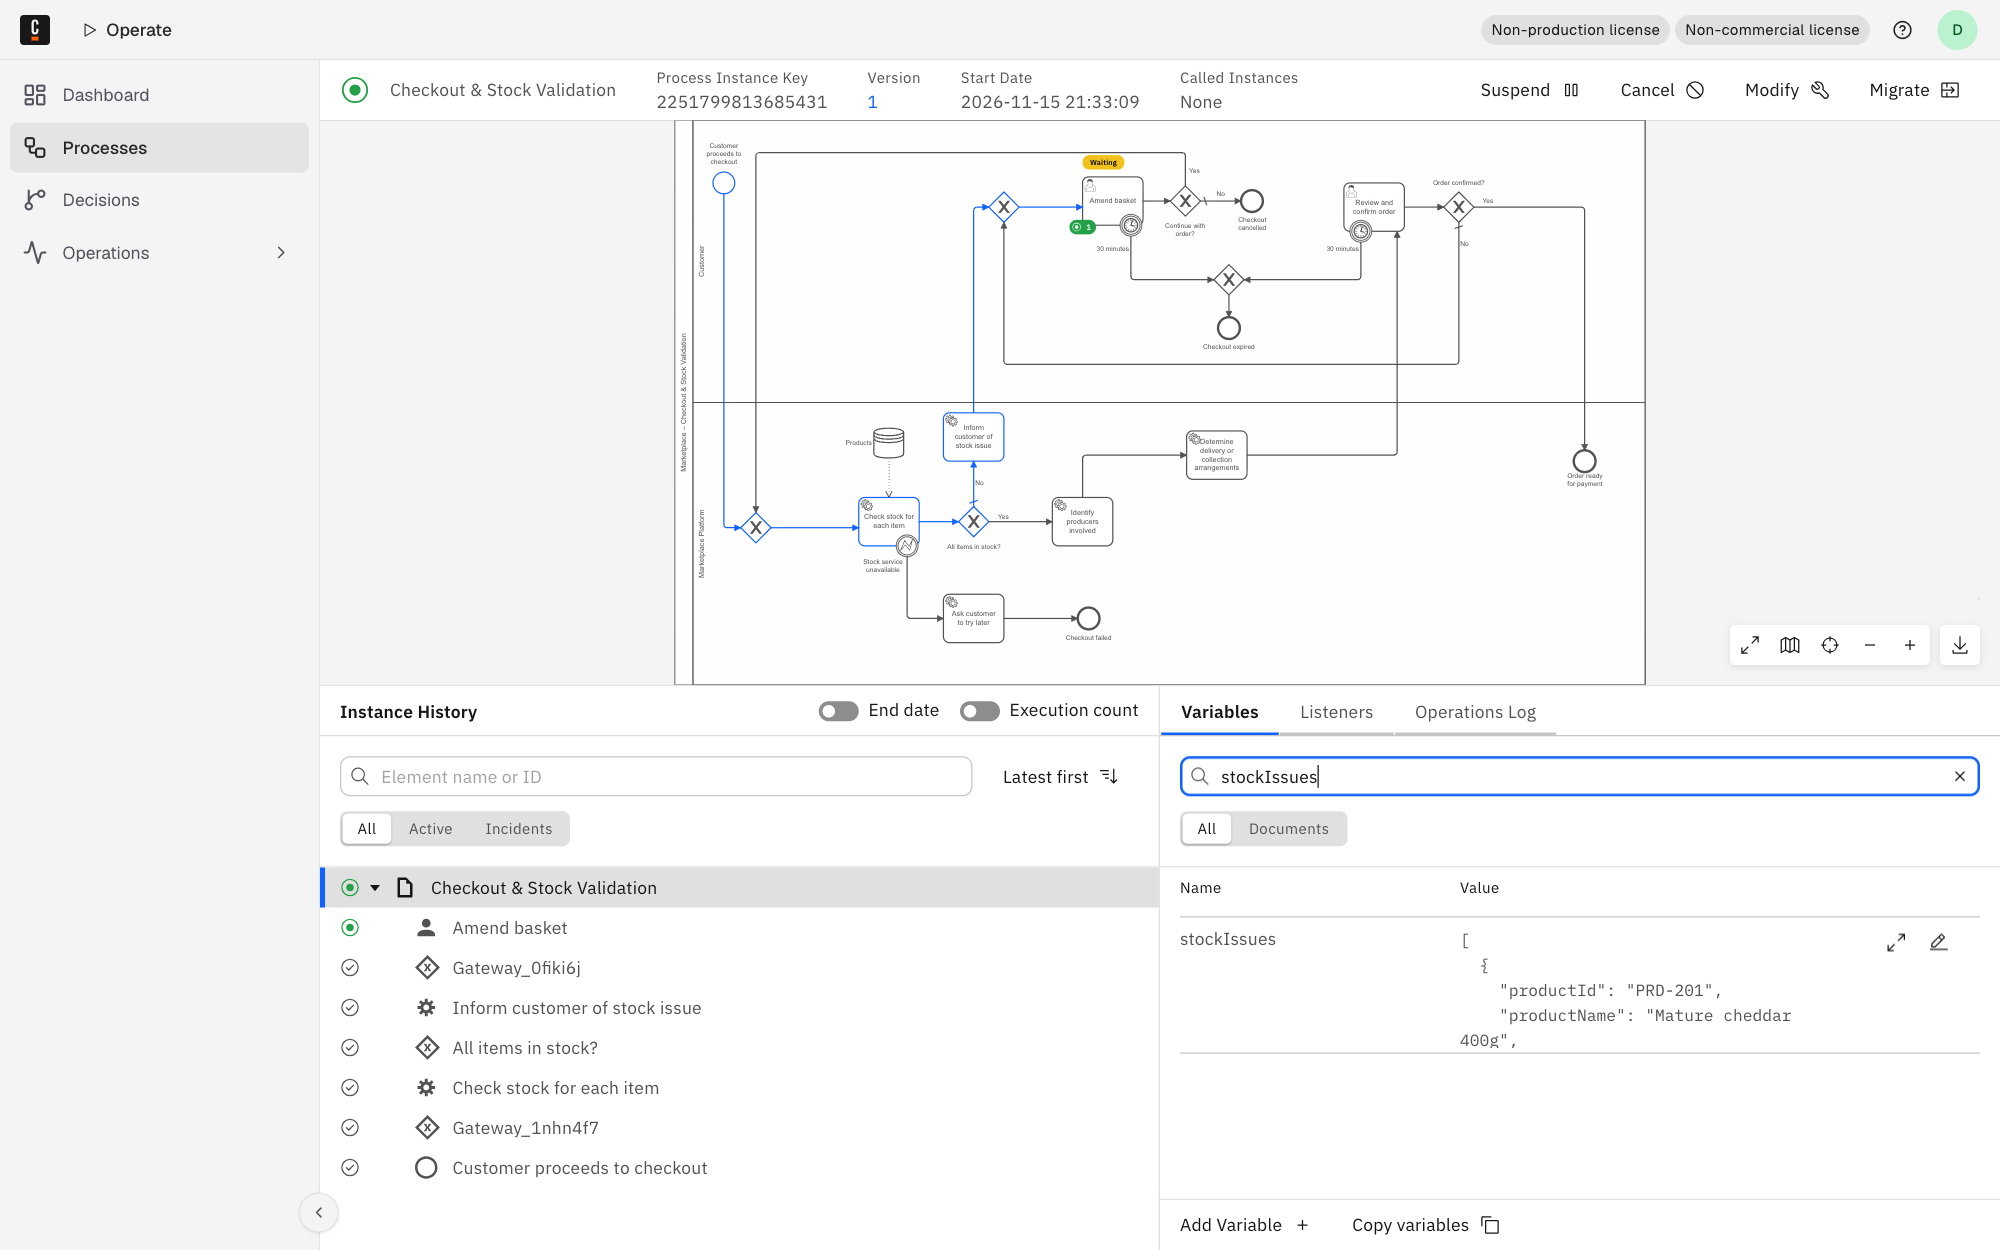 C
Operate
Non-production license
Non-commercial license
D
Dashboard
Processes
Decisions
Operations
Checkout & Stock Validation
Process Instance Key
2251799813685431
Version
1
Start Date
2026-11-15 21:33:09
Called Instances
None
Suspend
Cancel
Modify
Migrate
Marketplace – Checkout & Stock Validation
Customer
Marketplace Platform
Customer
proceeds to
checkout
Waiting
Amend basket
1
30 minutes
Yes
No
Continue with
order?
Checkout
cancelled
Review and
confirm order
30 minutes
Order confirmed?
Yes
No
Checkout expired
Products
Inform
customer of
stock issue
No
Check stock for
each item
Stock service
unavailable
Yes
All items in stock?
Identify
producers
involved
Determine
delivery or
collection
arrangements
Order ready
for payment
Ask customer
to try later
Checkout failed
Instance History
End date
Execution count
Element name or ID
Latest first
All
Active
Incidents
Checkout & Stock Validation
Amend basket
Gateway_0fiki6j
Inform customer of stock issue
All items in stock?
Check stock for each item
Gateway_1nhn4f7
Customer proceeds to checkout
Variables
Listeners
Operations Log
stockIssues
All
Documents
Name
Value
stockIssues
[
{
"productId": "PRD-201",
"productName": "Mature cheddar
400g",
Add Variable
Copy variables